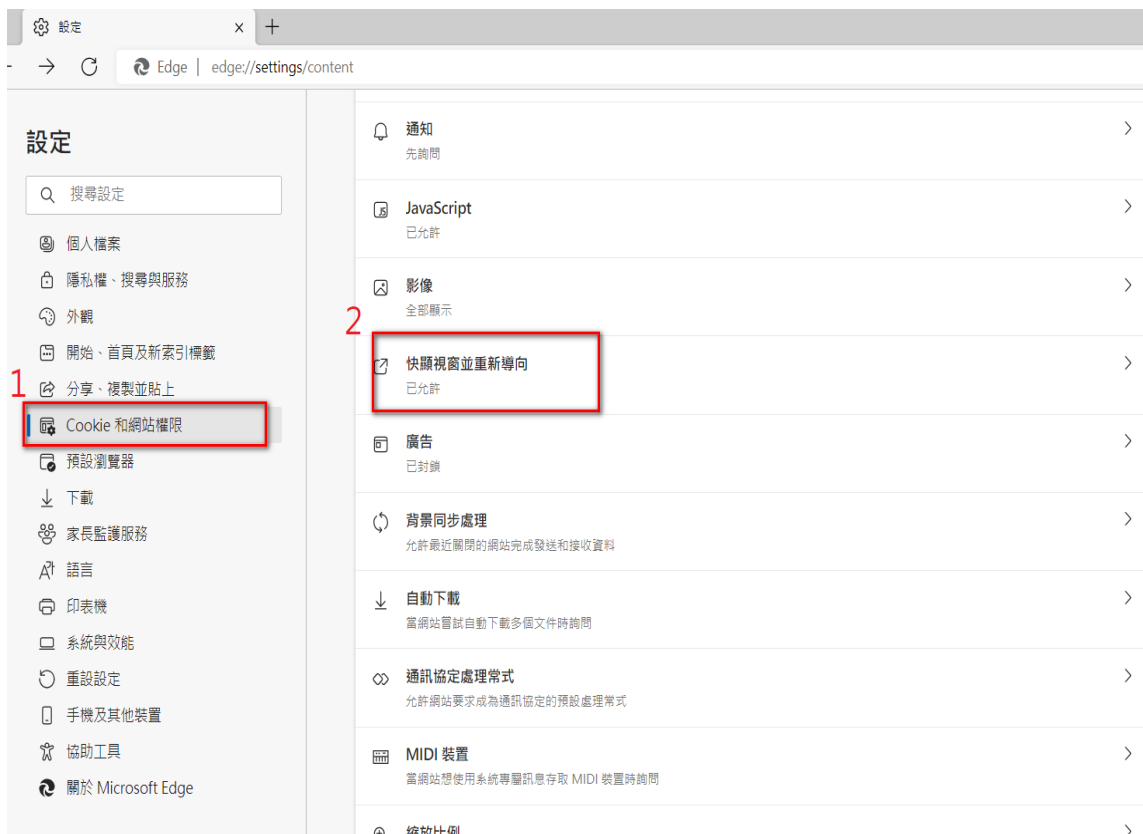 設定
Edge | edge://settings/content
設定
搜尋設定
個人檔案
隱私權、搜尋與服務
外觀
開始、首頁及新索引標籤
1
分享、複製並貼上
Cookie 和網站權限
預設瀏覽器
下載
家長監護服務
語言
印表機
系統與效能
重設設定
手機及其他裝置
協助工具
關於 Microsoft Edge
通知
先詢問
JavaScript
已允許
影像
全部顯示
2
快顯視窗並重新導向
已允許
廣告
已封鎖
背景同步處理
允許最近關閉的網站完成發送和接收資料
自動下載
當網站嘗試自動下載多個文件時詢問
通訊協定處理常式
允許網站要求成為通訊協定的預設處理常式
MIDI 裝置
當網站想使用系統專屬訊息存取 MIDI 裝置時詢問
縮放比例